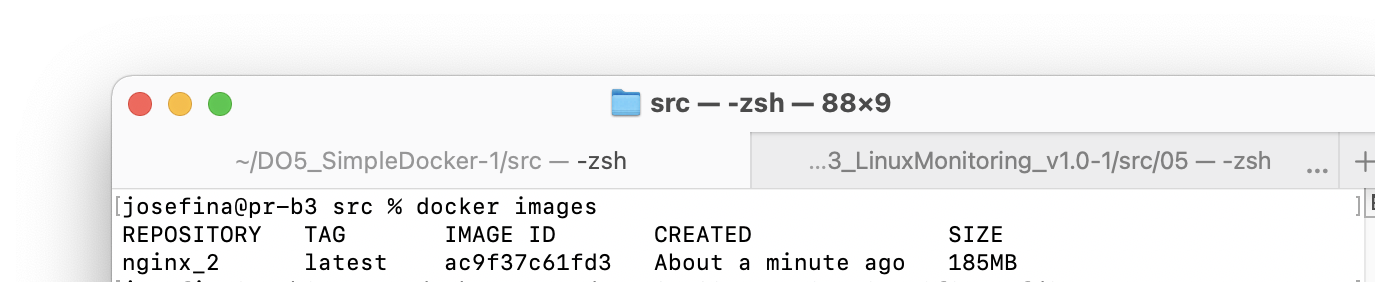 src — -zsh — 88×9
~/DO5_SimpleDocker-1/src — -zsh
...3_LinuxMonitoring_v1.0-1/src/05 — -zsh ... +
[josefina@pr-b3 src % docker images ]
REPOSITORY TAG IMAGE ID CREATED SIZE
nginx_2 latest ac9f37c61fd3 About a minute ago 185MB